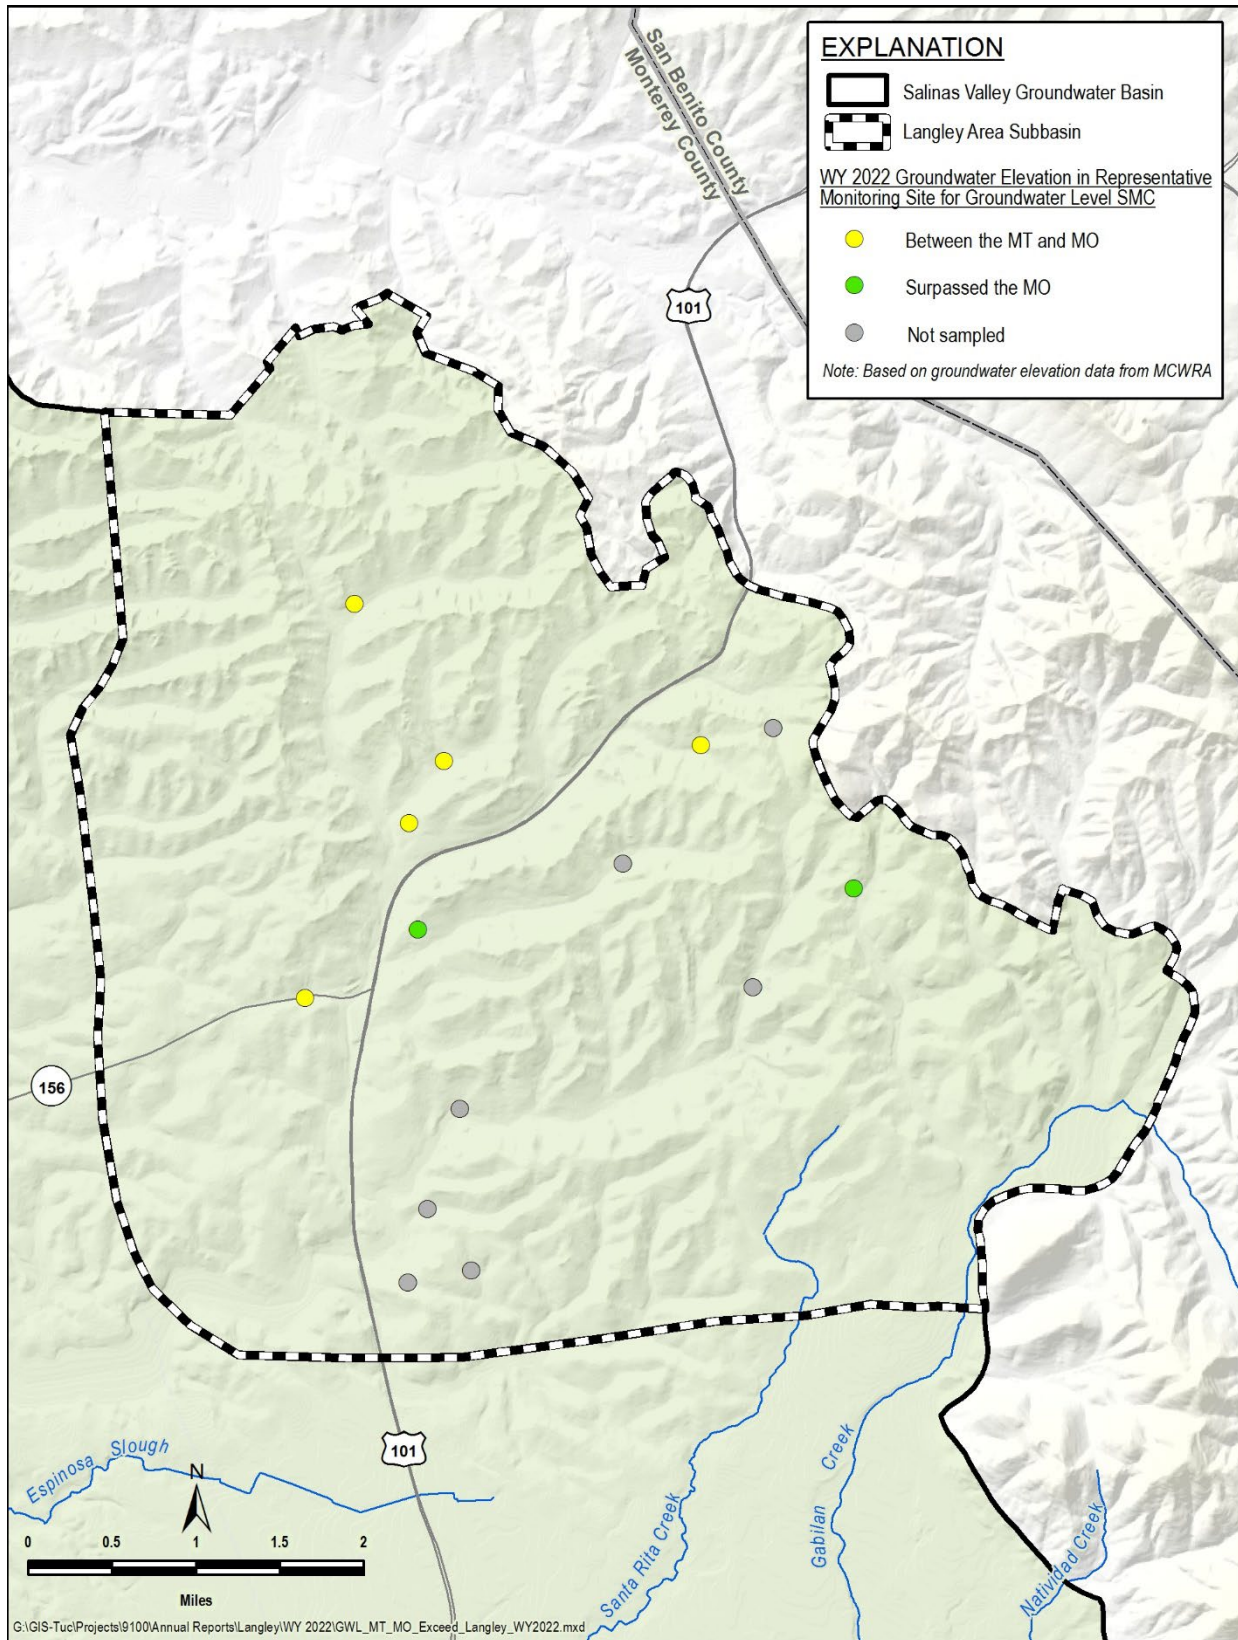 San Benito County
Monterey County
EXPLANATION
Salinas Valley Groundwater Basin
Langley Area Subbasin
WY 2022 Groundwater Elevation in Representative
Monitoring Site for Groundwater Level SMC
Between the MT and MO
Surpassed the MO
Not sampled
Note: Based on groundwater elevation data from MCWRA
101
156
101
Espinosa Slough
Santa Rita Creek
Gabilan Creek
Natividad Creek
N
0 0.5 1 1.5 2
Miles
G:\GIS-Tuc\Projects\9100\Annual Reports\Langley\WY 2022\GWL_MT_MO_Exceed_Langley_WY2022.mxd